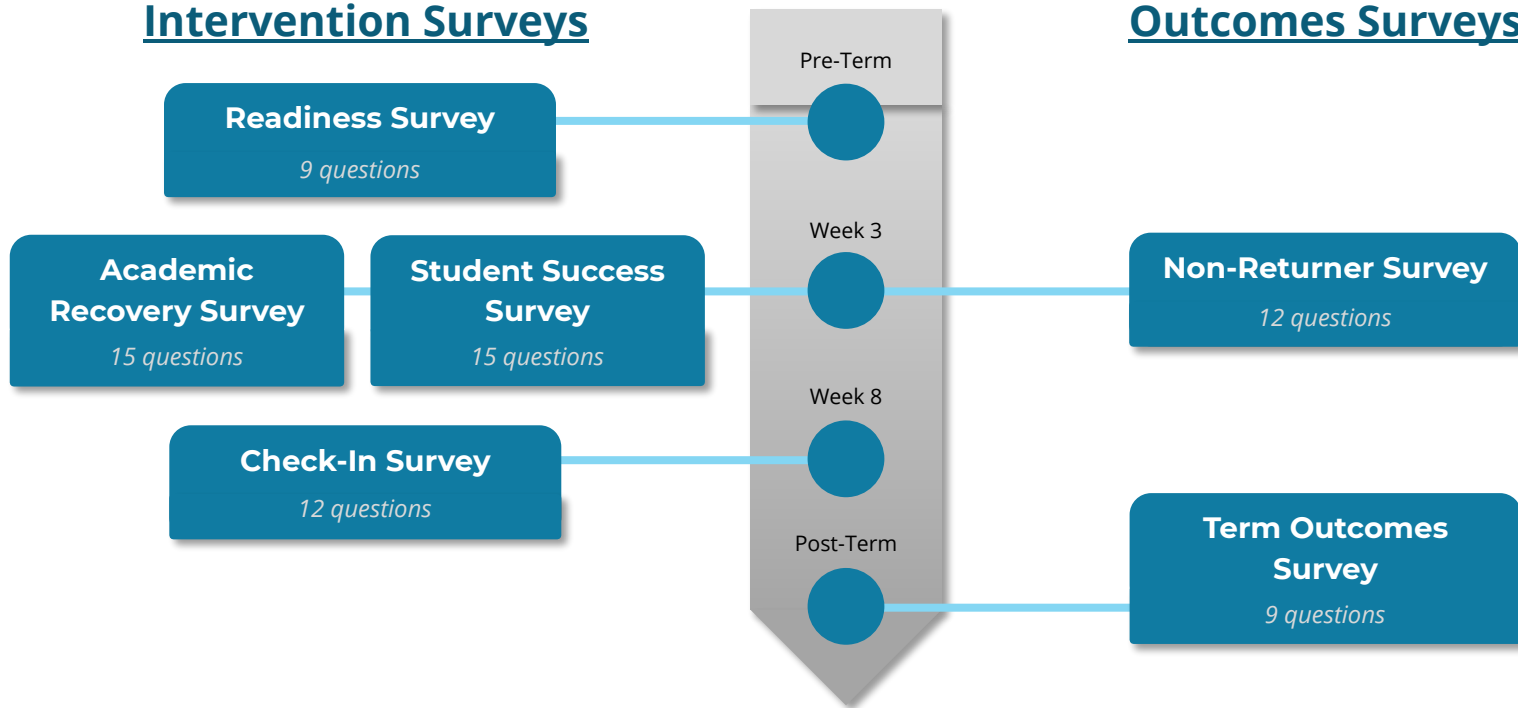 Intervention Surveys
Outcomes Surveys
Pre-Term
Readiness Survey
9 questions
Week 3
Academic
Recovery Survey
15 questions
Student Success
Survey
15 questions
Non-Returner Survey
12 questions
Week 8
Check-In Survey
12 questions
Post-Term
Term Outcomes
Survey
9 questions